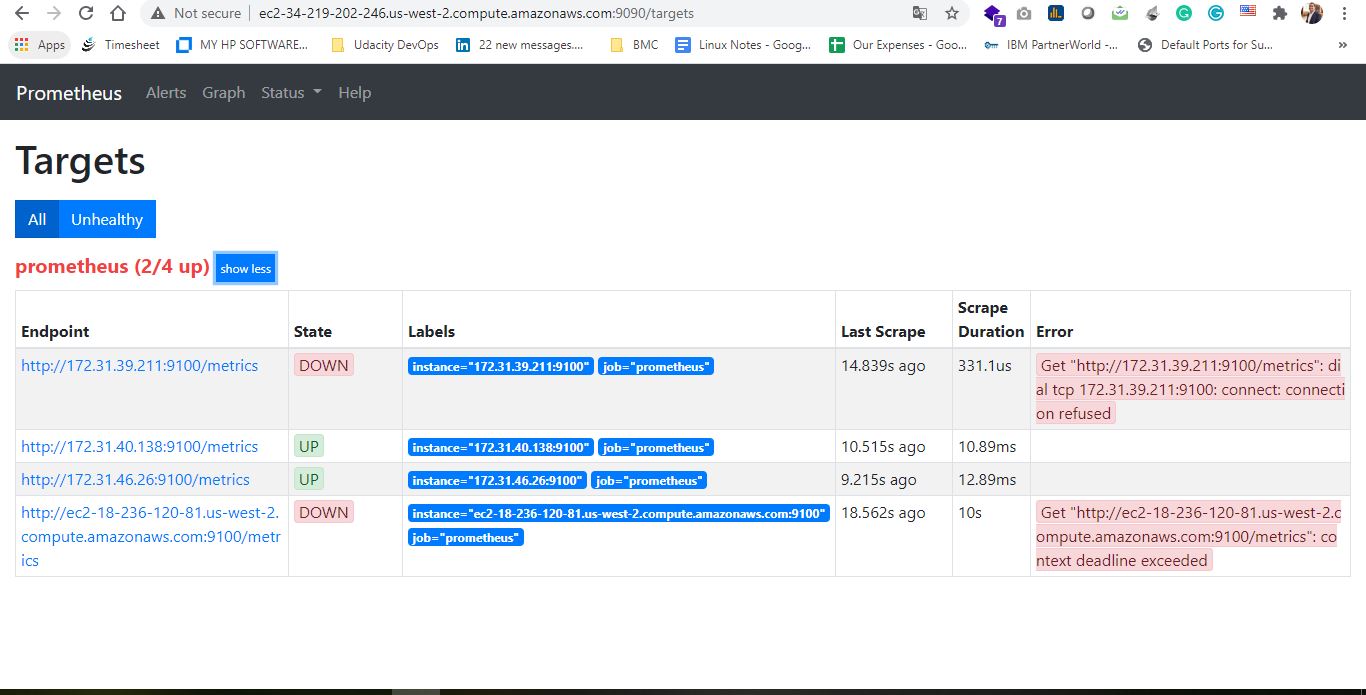 Not secure | ec2-34-219-202-246.us-west-2.compute.amazonaws.com:9090/targets
7
Apps Timesheet MY HP SOFTWARE... Udacity DevOps 22 new messages.... BMC Linux Notes - Goog... Our Expenses - Goo... IBM PartnerWorld -... Default Ports for Su... »
Prometheus Alerts Graph Status Help
Targets
All Unhealthy
prometheus (2/4 up) show less
Scrape
Endpoint State Labels Last Scrape Duration Error
http://172.31.39.211:9100/metrics DOWN instance="172.31.39.211:9100" job="prometheus" 14.839s ago 331.1us Get "http://172.31.39.211:9100/metrics": di
al tcp 172.31.39.211:9100: connect: connecti
on refused
http://172.31.40.138:9100/metrics UP instance="172.31.40.138:9100" job="prometheus" 10.515s ago 10.89ms
http://172.31.46.26:9100/metrics UP instance="172.31.46.26:9100" job="prometheus" 9.215s ago 12.89ms
http://ec2-18-236-120-81.us-west-2. DOWN instance="ec2-18-236-120-81.us-west-2.compute.amazonaws.com:9100" 18.562s ago 10s Get "http://ec2-18-236-120-81.us-west-2.c
compute.amazonaws.com:9100/metr job="prometheus" ompute.amazonaws.com:9100/metrics": co
ics ntext deadline exceeded